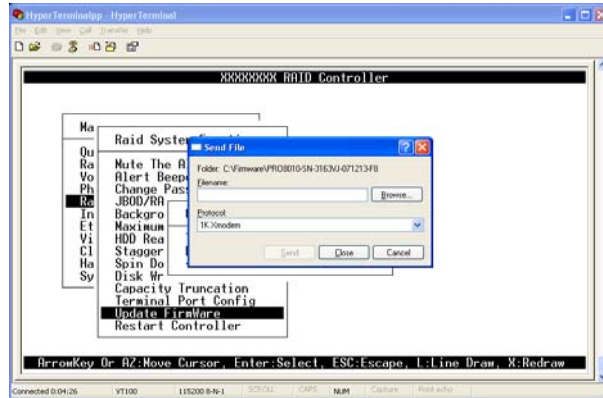 HyperTerminalpp - HyperTerminal
File Edit View Call Transfer Help
XXXXXXXX RAID Controller
Ma
Qu
Ra
Vo
Ph
Ra
In
Et
Vi
Cl
Ha
Sy
Raid System
Mute The A
Alert Beep
Change Pas
JBOD/RA
Backgro
Maximum
HDD Rea
Stagger
Spin Do
Disk Wr
Capacity Truncation
Terminal Port Config
Update FirmWare
Restart Controller
Send File
Folder: C:\Firmware\PRO8010-SN-3163VJ-071213-F8
Filename:
Browse...
Protocol:
1K Xmodem
Send
Close
Cancel
ArrowKey Or AZ:Move Cursor, Enter:Select, ESC:Escape, L:Line Draw, X:Redraw
Connected 0:04:26 VT100 115200 8-N-1 SCROLL CAPS NUM Capture Print echo